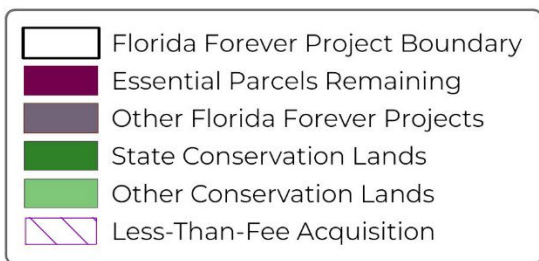 Florida Forever Project Boundary
Essential Parcels Remaining
Other Florida Forever Projects
State Conservation Lands
Other Conservation Lands
Less-Than-Fee Acquisition